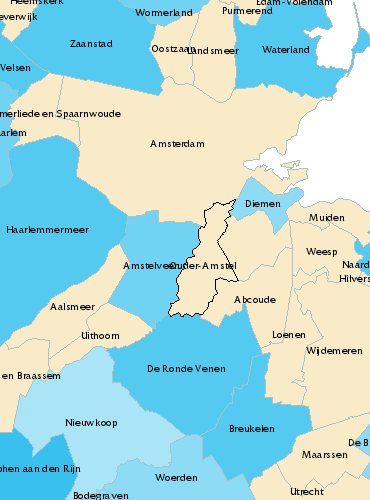 Heemskerk
Edam-Volendam
everwijk
Wormerland
Purmerend
Zaanstad
Oostzaan
Landsmeer
Waterland
Velsen
merliede en Spaarnwoude
aarlem
Amsterdam
Diemen
Muiden
Haarlemmermeer
Weesp
Amstelveen
Ouder-Amstel
Naard
Hilvers
Abcoude
Aalsmeer
Uithoorn
Loenen
Wijdemeren
De Ronde Venen
en Braassem
Nieuwkoop
Breukelen
De B
Maarssen
phen aan den Rijn
Woerden
Bodegraven
Utrecht